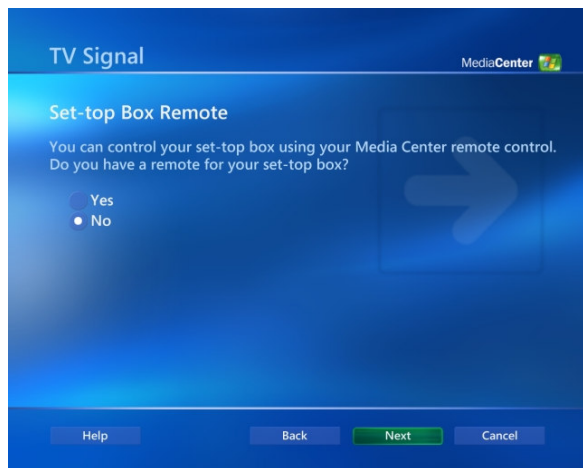 TV Signal
MediaCenter
Set-top Box Remote
You can control your set-top box using your Media Center remote control.
Do you have a remote for your set-top box?
Yes
No
Help Back Next Cancel